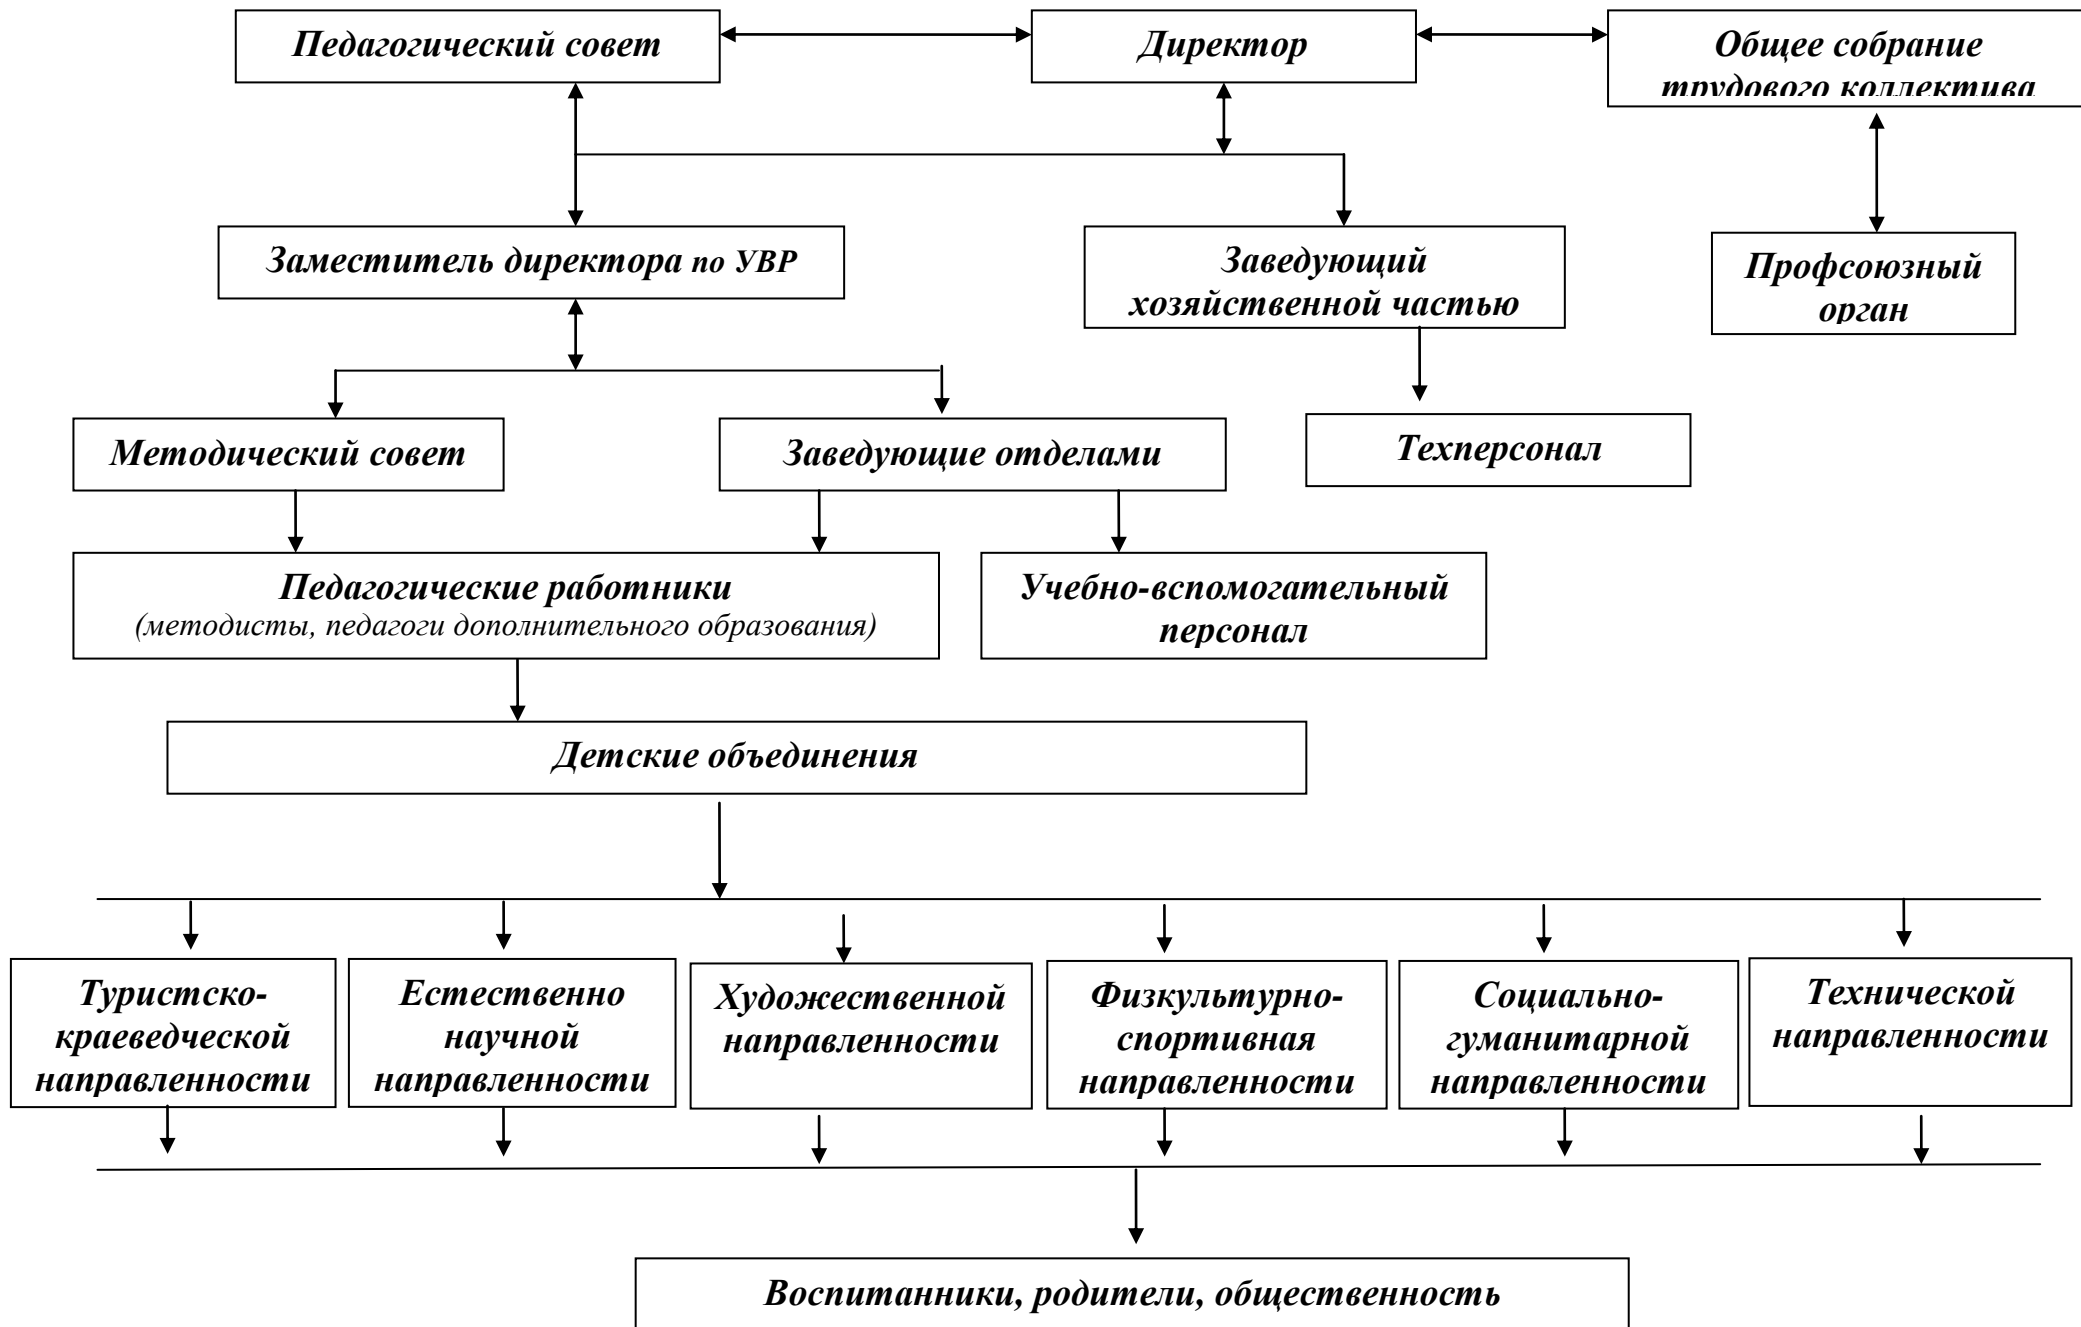 Педагогический совет
Директор
Общее собрание
трудового коллектива
Заместитель директора по УВР
Заведующий
хозяйственной частью
Профсоюзный
орган
Методический совет
Заведующие отделами
Техперсонал
Педагогические работники
(методисты, педагоги дополнительного образования)
Учебно-вспомогательный
персонал
Детские объединения
Туристско-
краеведческой
направленности
Естественно
научной
направленности
Художественной
направленности
Физкультурно-
спортивная
направленности
Социально-
гуманитарной
направленности
Технической
направленности
Воспитанники, родители, общественность